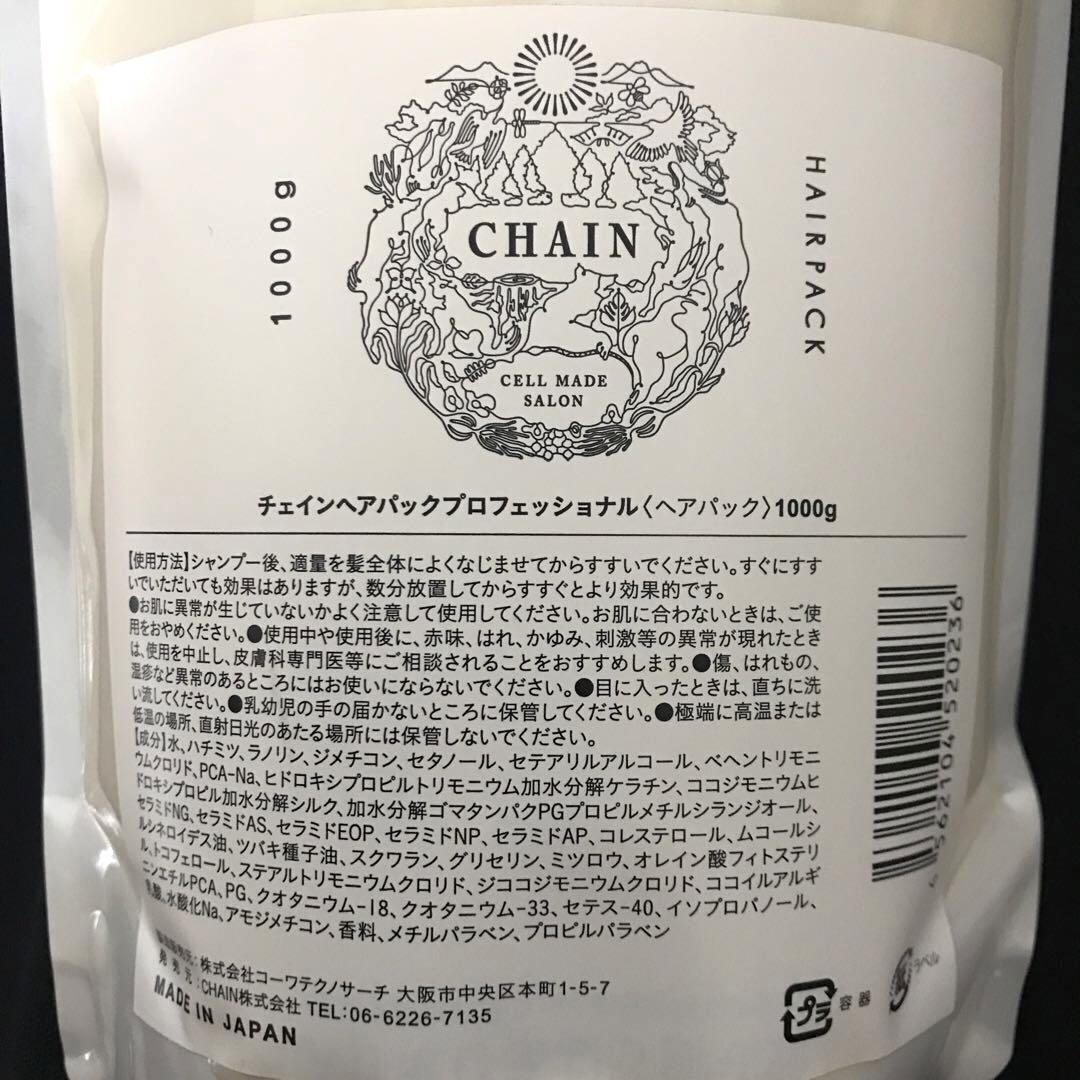 1000g
HAIRPACK
CHAIN
CELL MADE
SALON
チェインヘアパックプロフェッショナル〈ヘアパック〉1000g
【使用方法】シャンプー後、適量を髪全体によくなじませてからすすいでください。すぐにすす
いでいただいても効果はありますが、数分放置してからすすぐとより効果的です。
●お肌に異常が生じていないかよく注意して使用してください。お肌に合わないときは、ご使
用をおやめください。●使用中や使用後に、赤味、はれ、かゆみ、刺激等の異常が現れたとき
は、使用を中止し、皮膚科専門医等にご相談されることをおすすめします。●傷、はれもの、
湿疹など異常のあるところにはお使いにならないでください。●目に入ったときは、直ちに洗
い流してください。●乳幼児の手の届かないところに保管してください。●極端に高温または
低温の場所、直射日光のあたる場所には保管しないでください。
【成分】水、ハチミツ、ラノリン、ジメチコン、セタノール、セテアリルアルコール、ベヘントリモニ
ウムクロリド、PCA-Na、ヒドロキシプロピルトリモニウム加水分解ケラチン、ココジモニウムヒ
ドロキシプロピル加水分解シルク、加水分解ゴマタンパクPGプロピルメチルシランジオール、
セラミドNG、セラミドAS、セラミドEOP、セラミドNP、セラミドAP、コレステロール、ムコールシ
ルシネロイデス油、ツバキ種子油、スクワラン、グリセリン、ミツロウ、オレイン酸フィトステリ
ル、トコフェロール、ステアルトリモニウムクロリド、ジココジモニウムクロリド、ココイルアルギ
ニンエチルPCA、PG、クオタニウム-18、クオタニウム-33、セテス-40、イソプロパノール、
乳酸、水酸化Na、アモジメチコン、香料、メチルパラベン、プロピルパラベン
株式会社コーワテクノサーチ 大阪市中央区本町1-5-7
発売元:CHAIN株式会社 TEL:06-6226-7135
MADE IN JAPAN
562104 520236
プラ
容器
紙
ラベル